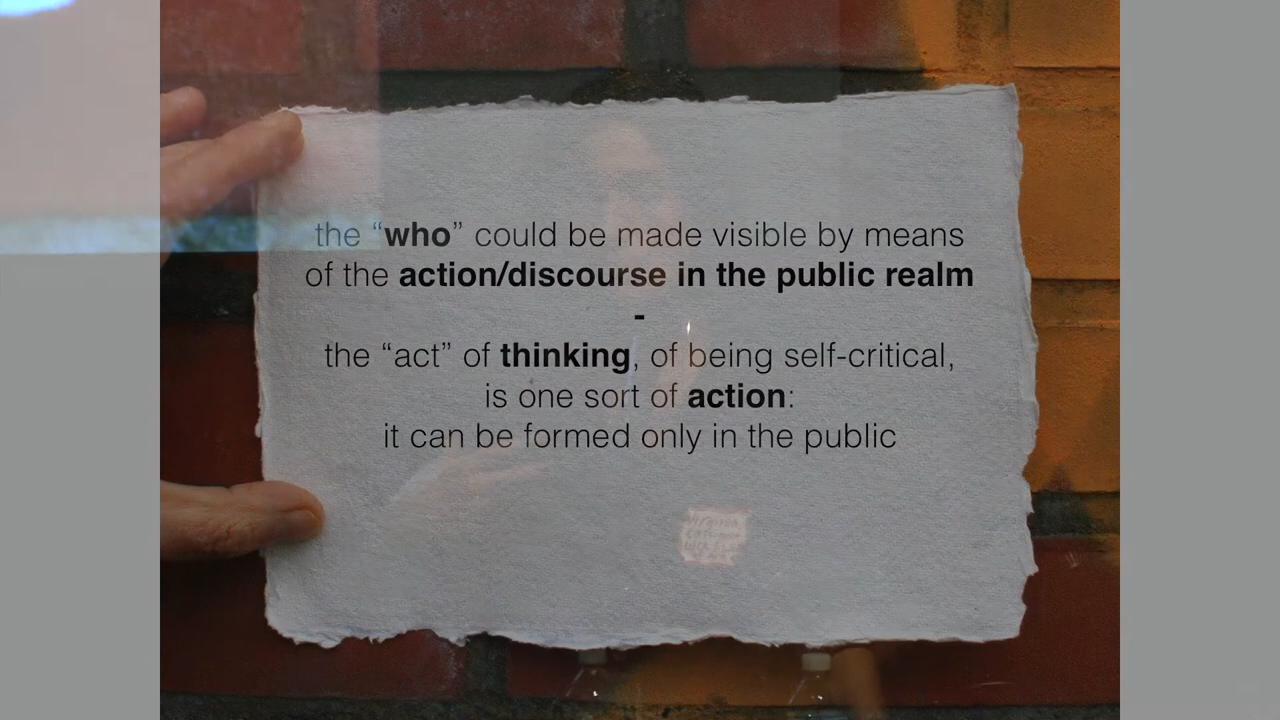 the “who” could be made visible by means
of the action/discourse in the public realm
-
the “act” of thinking, of being self-critical,
is one sort of action:
it can be formed only in the public